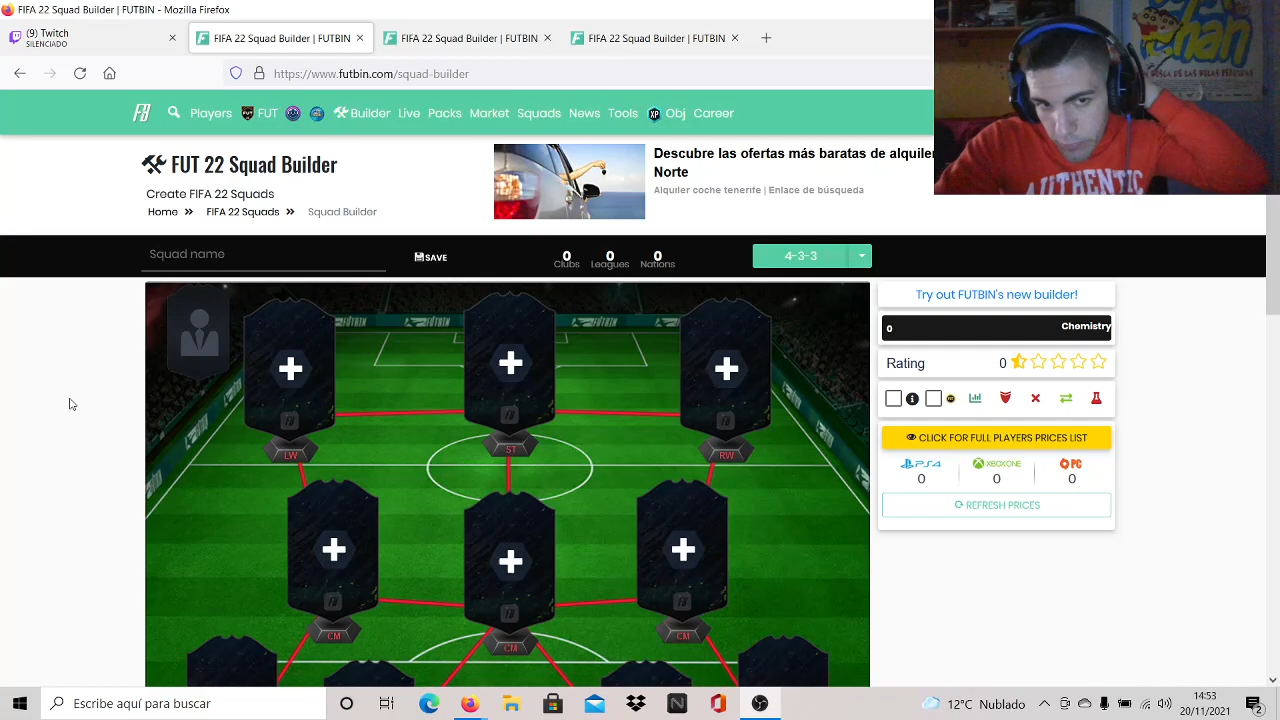 FIFA 22 Squad Builder | FUTBIN - Mozilla Firefox
(9) Twitch
SILENCIADO
FIFA 22 Squad Builder | FUTBIN
FIFA 22 Squad Builder | FUTBIN
FIFA 22 Squad Builder | FUTBIN
https://www.futbin.com/squad-builder
Players FUT Builder Live Packs Market Squads News Tools XP Obj Career
FUT 22 Squad Builder
Create FIFA 22 Squads
Home » FIFA 22 Squads » Squad Builder
Descubre las ofertas más baratas de alquiler
Norte
Alquiler coche tenerife | Enlace de búsqueda
AUTHENTIC
Squad name
SAVE
0 Clubs
0 Leagues
0 Nations
4-3-3
Try out FUTBIN's new builder!
0 Chemistry
Rating 0
CLICK FOR FULL PLAYERS PRICES LIST
PS4 XBOX ONE PC
0 0 0
REFRESH PRICES
LW ST RW
CM CM CM
Escribe aquí para buscar
12°C Nublado
14:53
20/11/2021
2